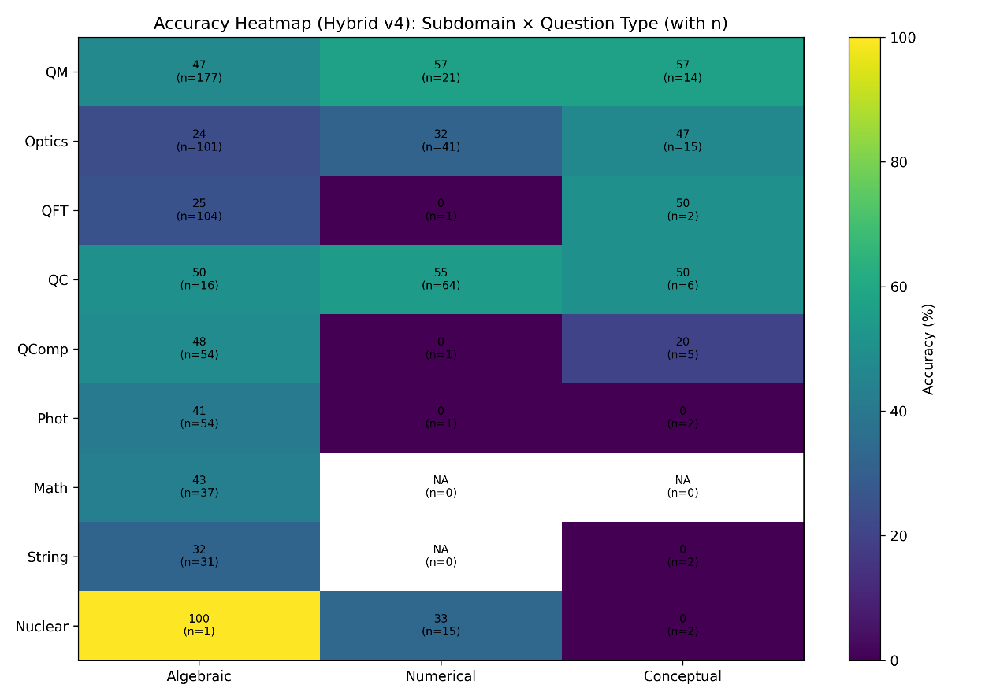 Accuracy Heatmap (Hybrid v4): Subdomain × Question Type (with n)
QM
47
(n=177)
57
(n=21)
57
(n=14)
Optics
24
(n=101)
32
(n=41)
47
(n=15)
QFT
25
(n=104)
0
(n=1)
50
(n=2)
QC
50
(n=16)
55
(n=64)
50
(n=6)
QComp
48
(n=54)
0
(n=1)
20
(n=5)
Phot
41
(n=54)
0
(n=1)
0
(n=2)
Math
43
(n=37)
NA
(n=0)
NA
(n=0)
String
32
(n=31)
NA
(n=0)
0
(n=2)
Nuclear
100
(n=1)
33
(n=15)
0
(n=2)
Algebraic
Numerical
Conceptual
100
80
60
40
20
0
Accuracy (%)